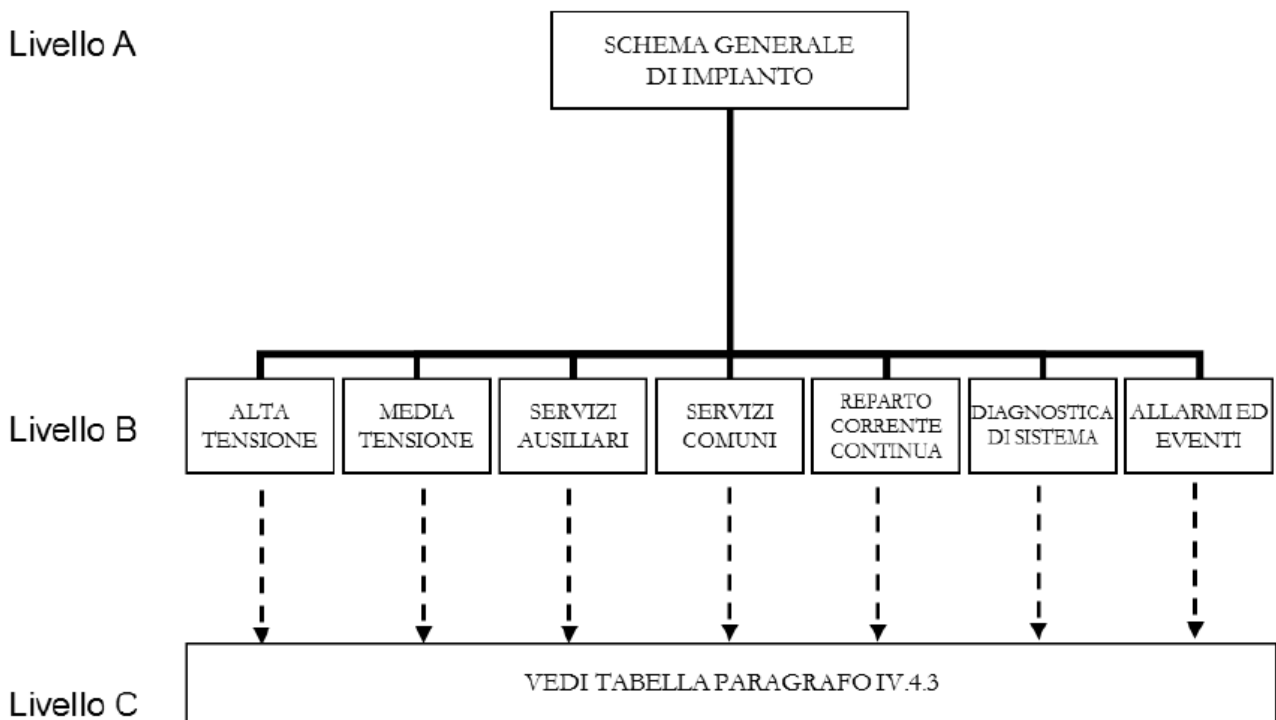 Livello A
SCHEMA GENERALE
DI IMPIANTO
Livello B
ALTA
TENSIONE
MEDIA
TENSIONE
SERVIZI
AUSILIARI
SERVIZI
COMUNI
REPARTO
CORRENTE
CONTINUA
DIAGNOSTICA
DI SISTEMA
ALLARMI ED
EVENTI
Livello C
VEDI TABELLA PARAGRAFO IV.4.3